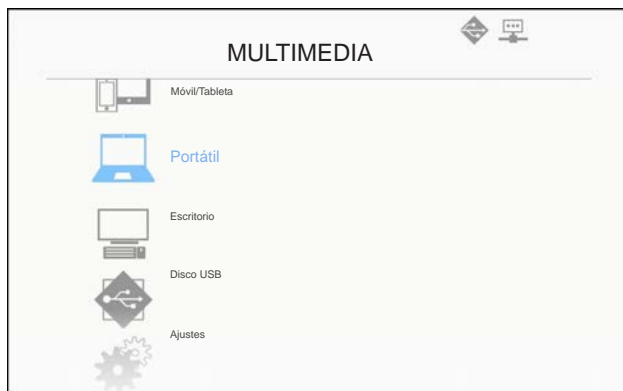 MULTIMEDIA
Móvil/Tableta
Portátil
Escritorio
Disco USB
Ajustes